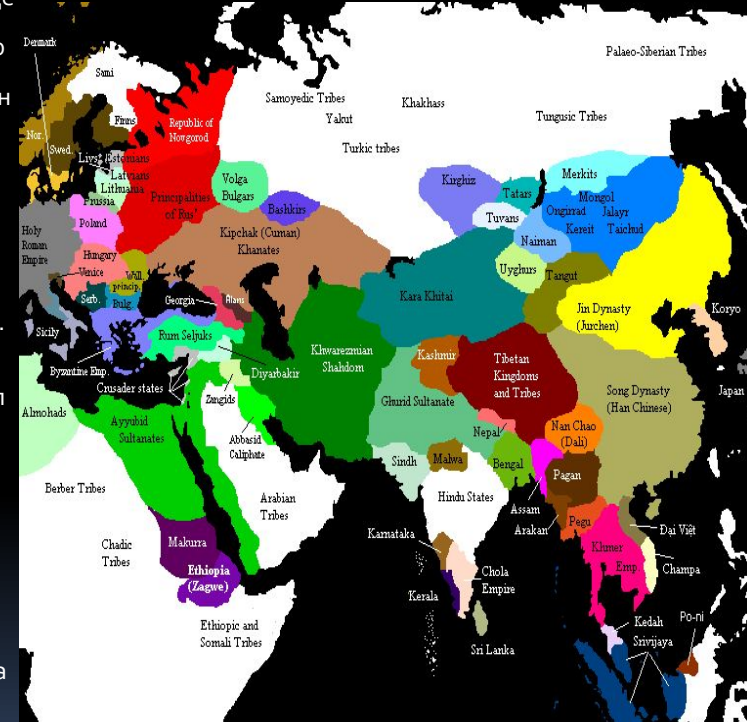 Denmark
Sami
Palaeo-Siberian Tribes
Samoyedic Tribes
Khakhass
Yakut
Tungusic Tribes
Turkic tribes
Nor.
Swed.
Finns
Republic of
Novgorod
Livs
Estonians
Latvians
Lithuania
Prussia
Principalities
of Rus'
Volga
Bulgars
Bashkirs
Kirghiz
Tatars
Merkits
Tuvans
Mongol
Ongirrad
Jalayr
Kereit
Taichud
Naiman
Uyghurs
Tangut
Holy
Roman
Empire
Poland
Hungary
Venice
Wall.
princip.
Serb.
Bulg.
Kipchak (Cuman)
Khanates
Georgia
Alans
Kara Khitai
Jin Dynasty
(Jurchen)
Koryo
Sicily
Rum Seljuks
Byzantine Emp.
Crusader states
Diyarbakir
Zangids
Khwarezmian
Shahdom
Kashmir
Tibetan
Kingdoms
and Tribes
Ghurid Sultanate
Song Dynasty
(Han Chinese)
Japan
Almohads
Ayyubid
Sultanates
Abbasid
Caliphate
Nepal
Nan Chao
(Dali)
Sindh
Malwa
Bengal
Pagan
Berber Tribes
Arabian
Tribes
Hindu States
Assam
Arakan
Pegu
Dai Việt
Chadic
Tribes
Makurra
Ethiopia
(Zagwe)
Karnataka
Kerala
Chola
Empire
Khmer
Emp.
Champa
Ethiopic and
Somali Tribes
Sri Lanka
Kedah
Srivijaya
Po-ni